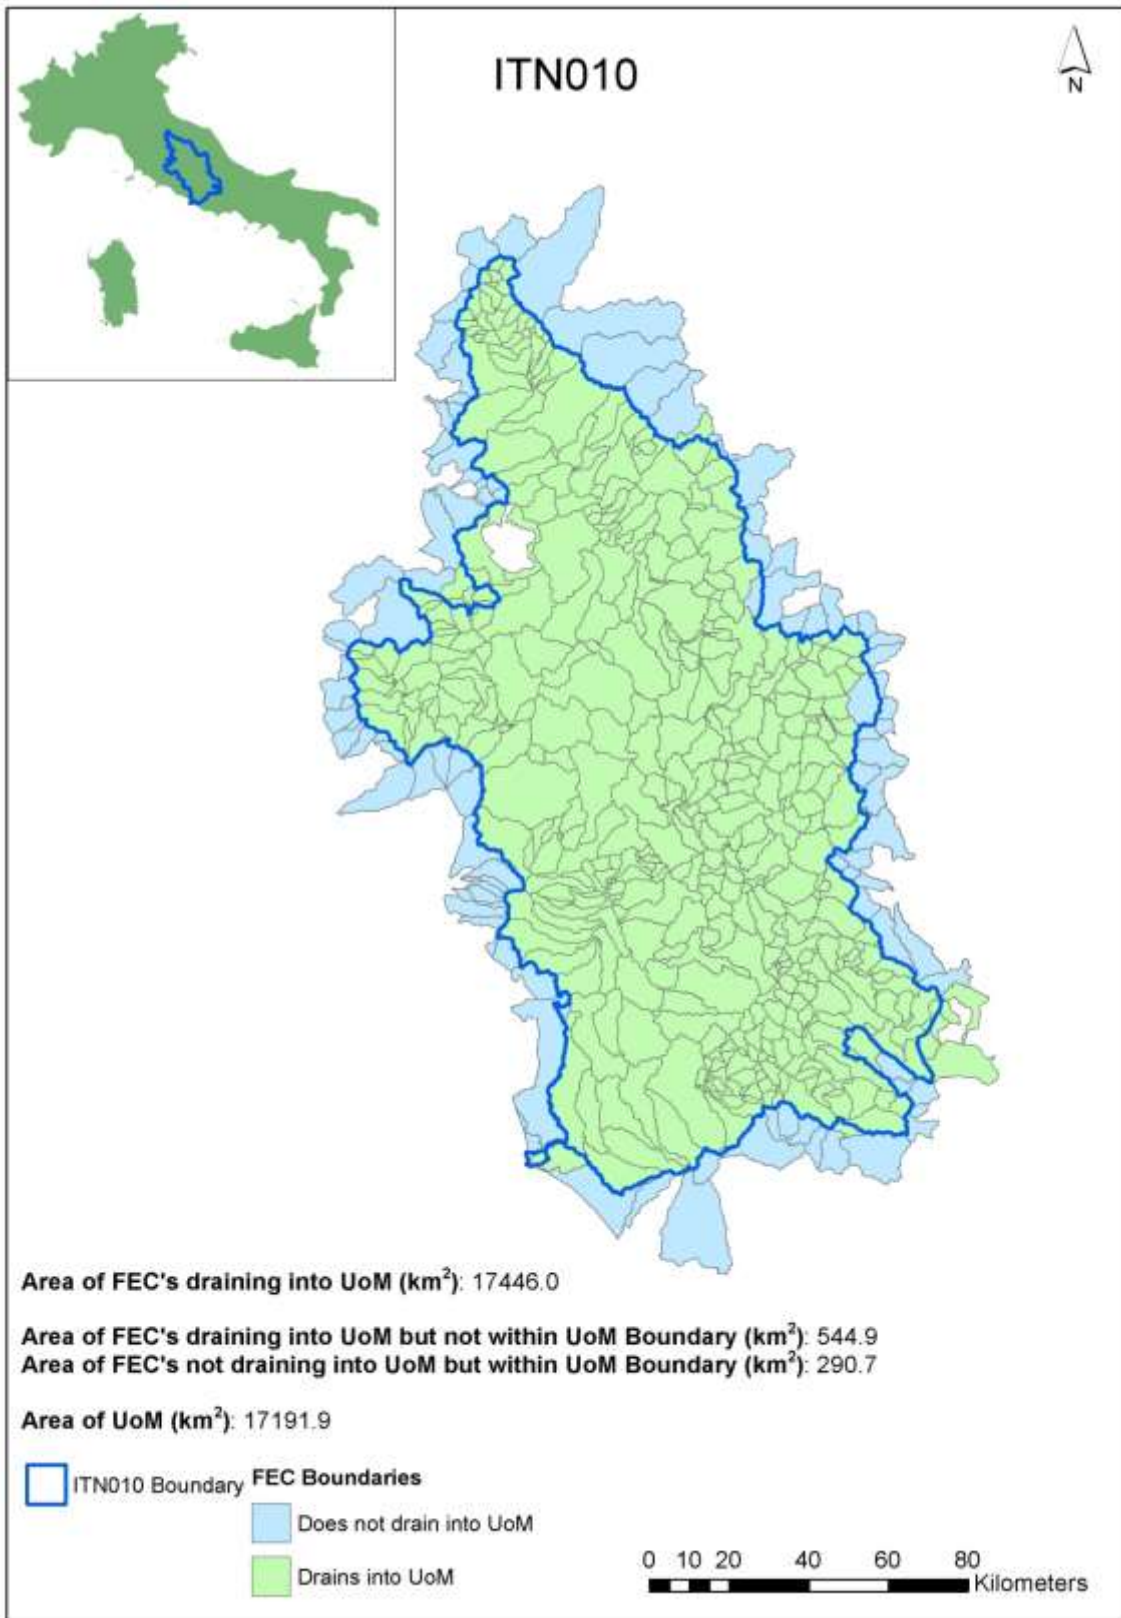 ITN010
N
Area of FEC's draining into UoM (km²): 17446.0
Area of FEC's draining into UoM but not within UoM Boundary (km²): 544.9
Area of FEC's not draining into UoM but within UoM Boundary (km²): 290.7
Area of UoM (km²): 17191.9
ITN010 Boundary
FEC Boundaries
Does not drain into UoM
Drains into UoM
0 10 20 40 60 80
Kilometers